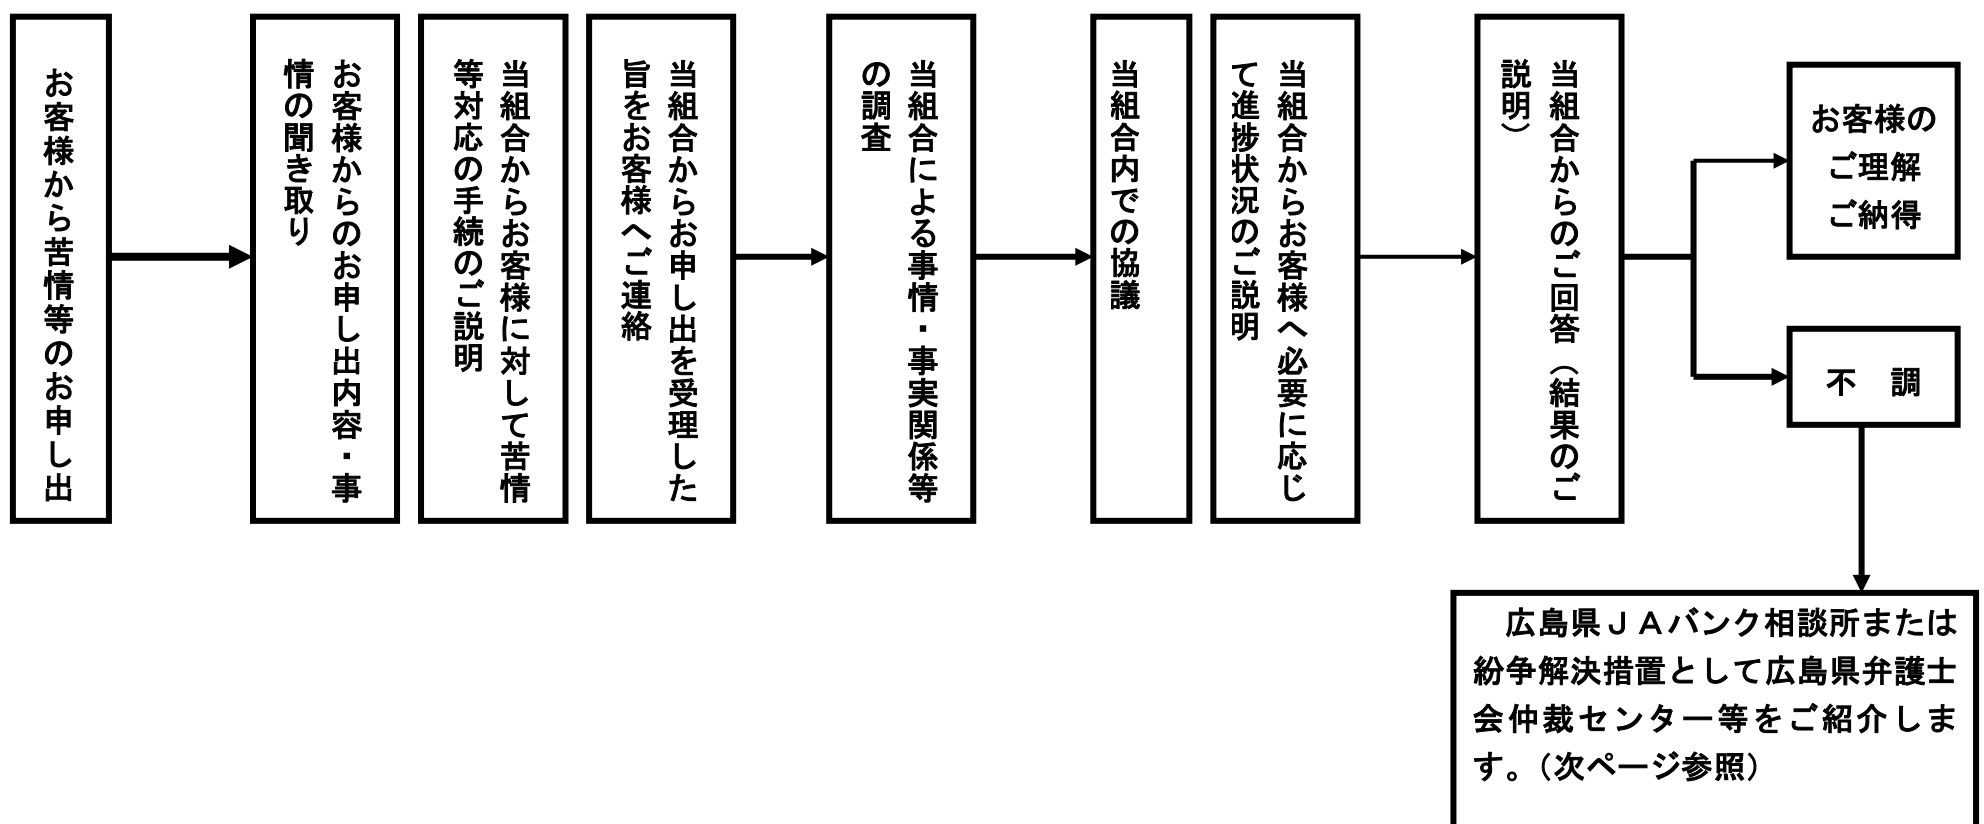 お客様から苦情等のお申し出
お客様からのお申し出内容・事
情の聞き取り
当組合からお客様に対して苦情
等対応の手続のご説明
当組合からお申し出を受理した
旨をお客様へご連絡
当組合による事情・事実関係等
の調査
当組合内での協議
当組合からお客様へ必要に応じ
て進捗状況のご説明
当組合からのご回答（結果のご
説明）
お客様の
ご理解
ご納得
不　調
広島県ＪＡバンク相談所または
紛争解決措置として広島県弁護士
会仲裁センター等をご紹介しま
す。（次ページ参照）